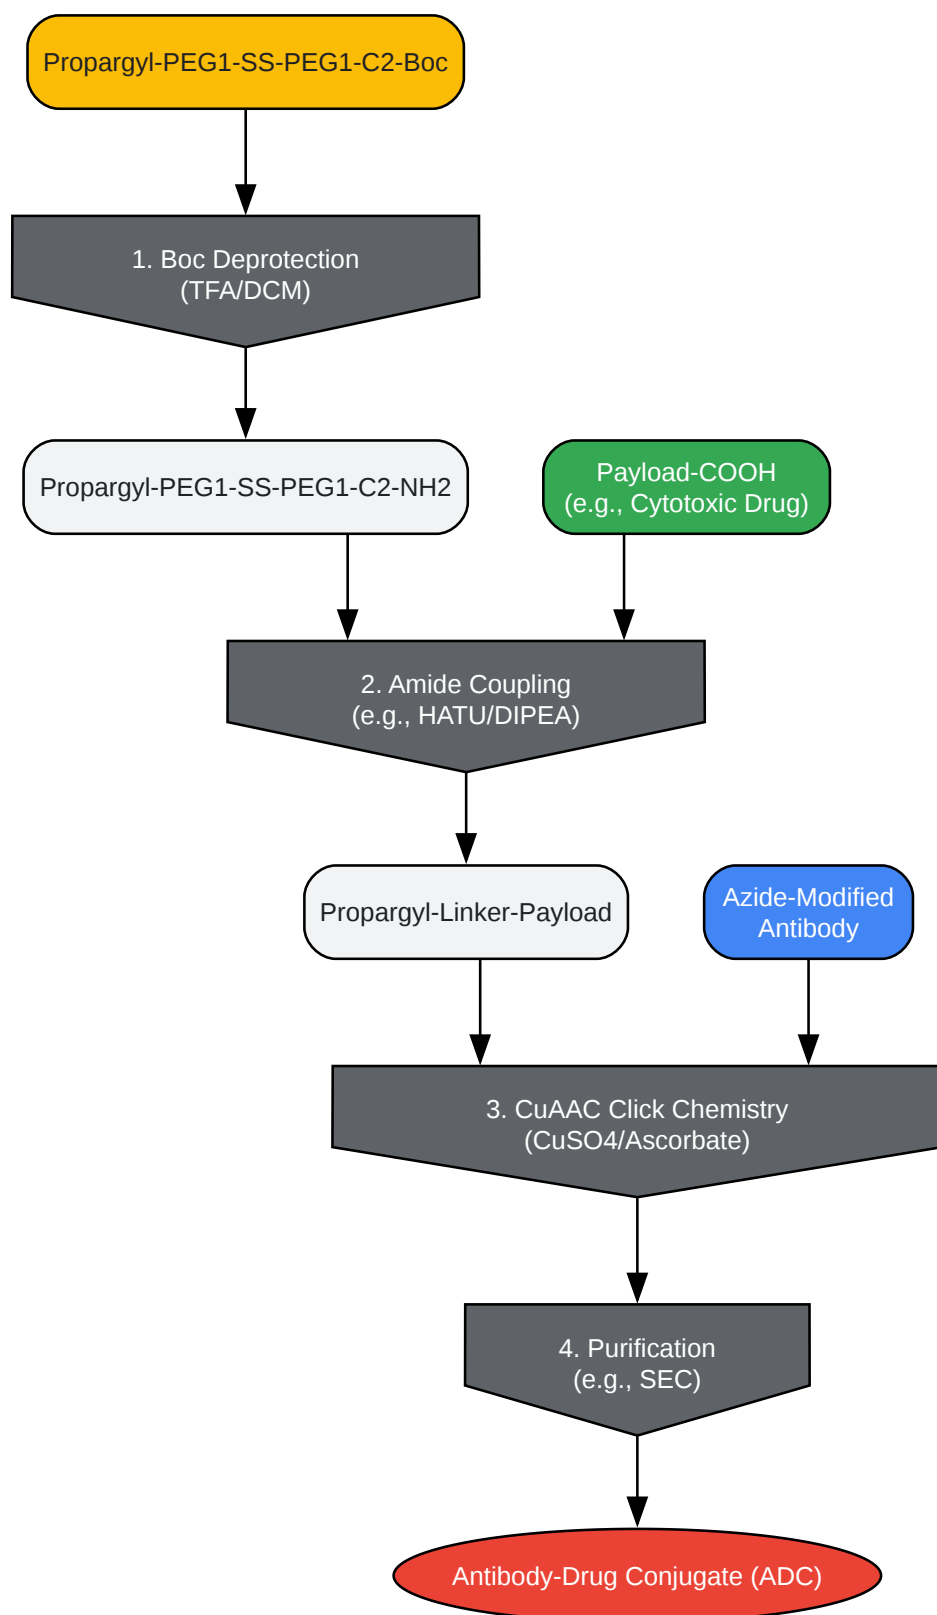 Propargyl-PEG1-SS-PEG1-C2-Boc
1. Boc Deprotection
(TFA/DCM)
Propargyl-PEG1-SS-PEG1-C2-NH2
Payload-COOH
(e.g., Cytotoxic Drug)
2. Amide Coupling
(e.g., HATU/DIPEA)
Propargyl-Linker-Payload
Azide-Modified
Antibody
3. CuAAC Click Chemistry
(CuSO4/Ascorbate)
4. Purification
(e.g., SEC)
Antibody-Drug Conjugate (ADC)